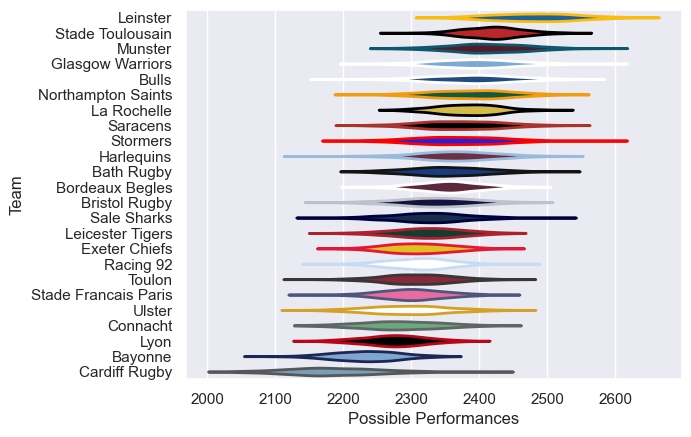 Leinster
Stade Toulousain
Munster
Glasgow Warriors
Bulls
Northampton Saints
La Rochelle
Saracens
Stormers
Harlequins
Bath Rugby
Bordeaux Begles
Bristol Rugby
Sale Sharks
Leicester Tigers
Exeter Chiefs
Racing 92
Toulon
Stade Francais Paris
Ulster
Connacht
Lyon
Bayonne
Cardiff Rugby
Team
2000 2100 2200 2300 2400 2500 2600
Possible Performances